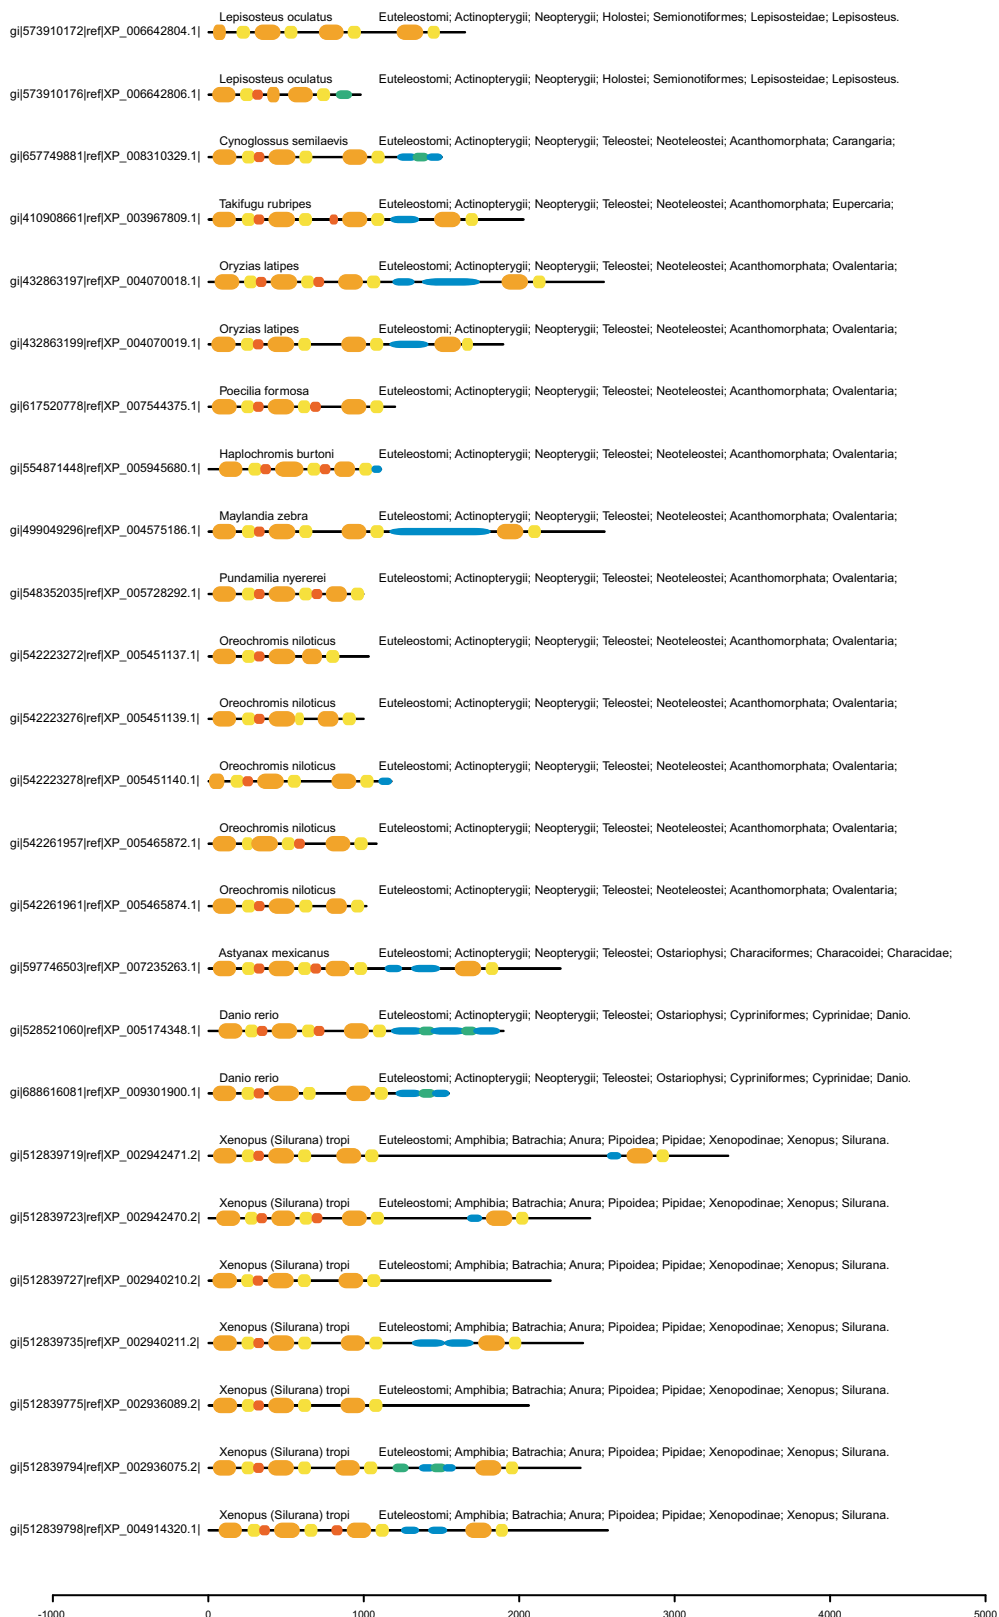 Lepisosteus oculatus Euteleostomi; Actinopterygii; Neopterygii; Holostei; Semionotiformes; Lepisosteidae; Lepisosteus.
gi|573910172|ref|XP_006642804.1|
Lepisosteus oculatus Euteleostomi; Actinopterygii; Neopterygii; Holostei; Semionotiformes; Lepisosteidae; Lepisosteus.
gi|573910176|ref|XP_006642806.1|
Cynoglossus semilaevis Euteleostomi; Actinopterygii; Neopterygii; Teleostei; Neoteleostei; Acanthomorphata; Carangaria;
gi|657749881|ref|XP_008310329.1|
Takifugu rubripes Euteleostomi; Actinopterygii; Neopterygii; Teleostei; Neoteleostei; Acanthomorphata; Eupercaria;
gi|410908661|ref|XP_003967809.1|
Oryzias latipes Euteleostomi; Actinopterygii; Neopterygii; Teleostei; Neoteleostei; Acanthomorphata; Ovalentaria;
gi|432863197|ref|XP_004070018.1|
Oryzias latipes Euteleostomi; Actinopterygii; Neopterygii; Teleostei; Neoteleostei; Acanthomorphata; Ovalentaria;
gi|432863199|ref|XP_004070019.1|
Poecilia formosa Euteleostomi; Actinopterygii; Neopterygii; Teleostei; Neoteleostei; Acanthomorphata; Ovalentaria;
gi|617520778|ref|XP_007544375.1|
Haplochromis burtoni Euteleostomi; Actinopterygii; Neopterygii; Teleostei; Neoteleostei; Acanthomorphata; Ovalentaria;
gi|554871448|ref|XP_005945680.1|
Maylandia zebra Euteleostomi; Actinopterygii; Neopterygii; Teleostei; Neoteleostei; Acanthomorphata; Ovalentaria;
gi|499049296|ref|XP_004575186.1|
Pundamilia nyererei Euteleostomi; Actinopterygii; Neopterygii; Teleostei; Neoteleostei; Acanthomorphata; Ovalentaria;
gi|548352035|ref|XP_005728292.1|
Oreochromis niloticus Euteleostomi; Actinopterygii; Neopterygii; Teleostei; Neoteleostei; Acanthomorphata; Ovalentaria;
gi|542223272|ref|XP_005451137.1|
Oreochromis niloticus Euteleostomi; Actinopterygii; Neopterygii; Teleostei; Neoteleostei; Acanthomorphata; Ovalentaria;
gi|542223276|ref|XP_005451139.1|
Oreochromis niloticus Euteleostomi; Actinopterygii; Neopterygii; Teleostei; Neoteleostei; Acanthomorphata; Ovalentaria;
gi|542223278|ref|XP_005451140.1|
Oreochromis niloticus Euteleostomi; Actinopterygii; Neopterygii; Teleostei; Neoteleostei; Acanthomorphata; Ovalentaria;
gi|542261957|ref|XP_005465872.1|
Oreochromis niloticus Euteleostomi; Actinopterygii; Neopterygii; Teleostei; Neoteleostei; Acanthomorphata; Ovalentaria;
gi|542261961|ref|XP_005465874.1|
Astyanax mexicanus Euteleostomi; Actinopterygii; Neopterygii; Teleostei; Ostariophysi; Characiformes; Characoidei; Characidae;
gi|597746503|ref|XP_007235263.1|
Danio rerio Euteleostomi; Actinopterygii; Neopterygii; Teleostei; Ostariophysi; Cypriniformes; Cyprinidae; Danio.
gi|528521060|ref|XP_005174348.1|
Danio rerio Euteleostomi; Actinopterygii; Neopterygii; Teleostei; Ostariophysi; Cypriniformes; Cyprinidae; Danio.
gi|688616081|ref|XP_009301900.1|
Xenopus (Silurana) tropi Euteleostomi; Amphibia; Batrachia; Anura; Pipoidea; Pipidae; Xenopodinae; Xenopus; Silurana.
gi|512839719|ref|XP_002942471.2|
Xenopus (Silurana) tropi Euteleostomi; Amphibia; Batrachia; Anura; Pipoidea; Pipidae; Xenopodinae; Xenopus; Silurana.
gi|512839723|ref|XP_002942470.2|
Xenopus (Silurana) tropi Euteleostomi; Amphibia; Batrachia; Anura; Pipoidea; Pipidae; Xenopodinae; Xenopus; Silurana.
gi|512839727|ref|XP_002940210.2|
Xenopus (Silurana) tropi Euteleostomi; Amphibia; Batrachia; Anura; Pipoidea; Pipidae; Xenopodinae; Xenopus; Silurana.
gi|512839735|ref|XP_002940211.2|
Xenopus (Silurana) tropi Euteleostomi; Amphibia; Batrachia; Anura; Pipoidea; Pipidae; Xenopodinae; Xenopus; Silurana.
gi|512839775|ref|XP_002936089.2|
Xenopus (Silurana) tropi Euteleostomi; Amphibia; Batrachia; Anura; Pipoidea; Pipidae; Xenopodinae; Xenopus; Silurana.
gi|512839794|ref|XP_002936075.2|
Xenopus (Silurana) tropi Euteleostomi; Amphibia; Batrachia; Anura; Pipoidea; Pipidae; Xenopodinae; Xenopus; Silurana.
gi|512839798|ref|XP_004914320.1|
-1000 0 1000 2000 3000 4000 5000